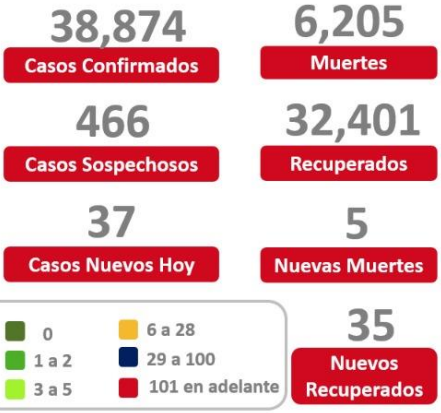 38,874
Casos Confirmados
6,205
Muertes
466
Casos Sospechosos
32,401
Recuperados
37
Casos Nuevos Hoy
5
Nuevas Muertes
0
1 a 2
3 a 5
6 a 28
29 a 100
101 en adelante
35
Nuevos
Recuperados